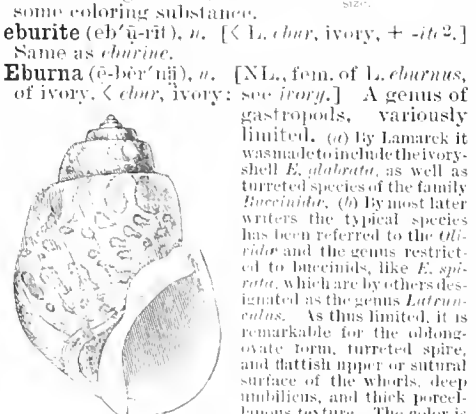 some coloring substance.
size.
eburite (eb´ū-rīt), n. [< L. ebur, ivory, + -ite².]
Same as eburine.
Eburna (ē-bėr´nä̤), n. [NL., fem. of L. eburnus,
of ivory, < ebur, ivory: see ivory.] A genus of
gastropods, variously
limited. (a) By Lamarck it
was made to include the ivory-
shell E. glabrata, as well as
turreted species of the family
Buccinidæ. (b) By most later
writers the typical species
has been referred to the Oli-
vidæ and the genus restrict-
ed to buccinids, like E. spi-
rata, which are by others des-
ignated as the genus Latrun-
culus. As thus limited, it is
remarkable for the oblong-
ovate form, turreted spire,
and flattish upper or sutural
surface of the whorls, deep
umbilicus, and thick porcel-
laneous texture. The color is